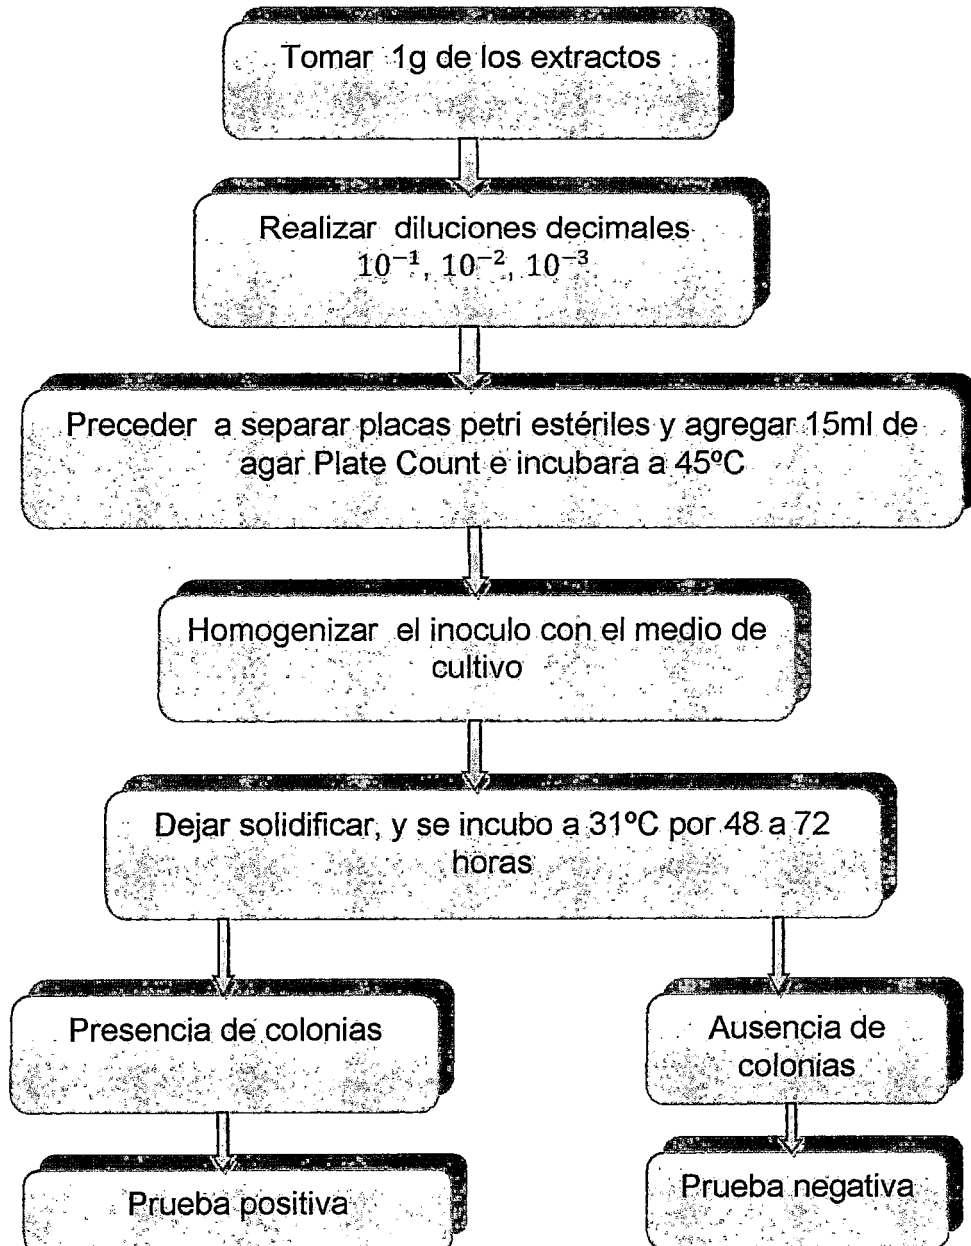 Tomar 1g de los extractos
Realizar diluciones decimales
10⁻¹, 10⁻², 10⁻³
Preceder a separar placas petri estériles y agregar 15ml de
agar Plate Count e incubara a 45ºC
Homogenizar el inoculo con el medio de
cultivo
Dejar solidificar, y se incubo a 31ºC por 48 a 72
horas
Presencia de colonias
Ausencia de
colonias
Prueba positiva
Prueba negativa